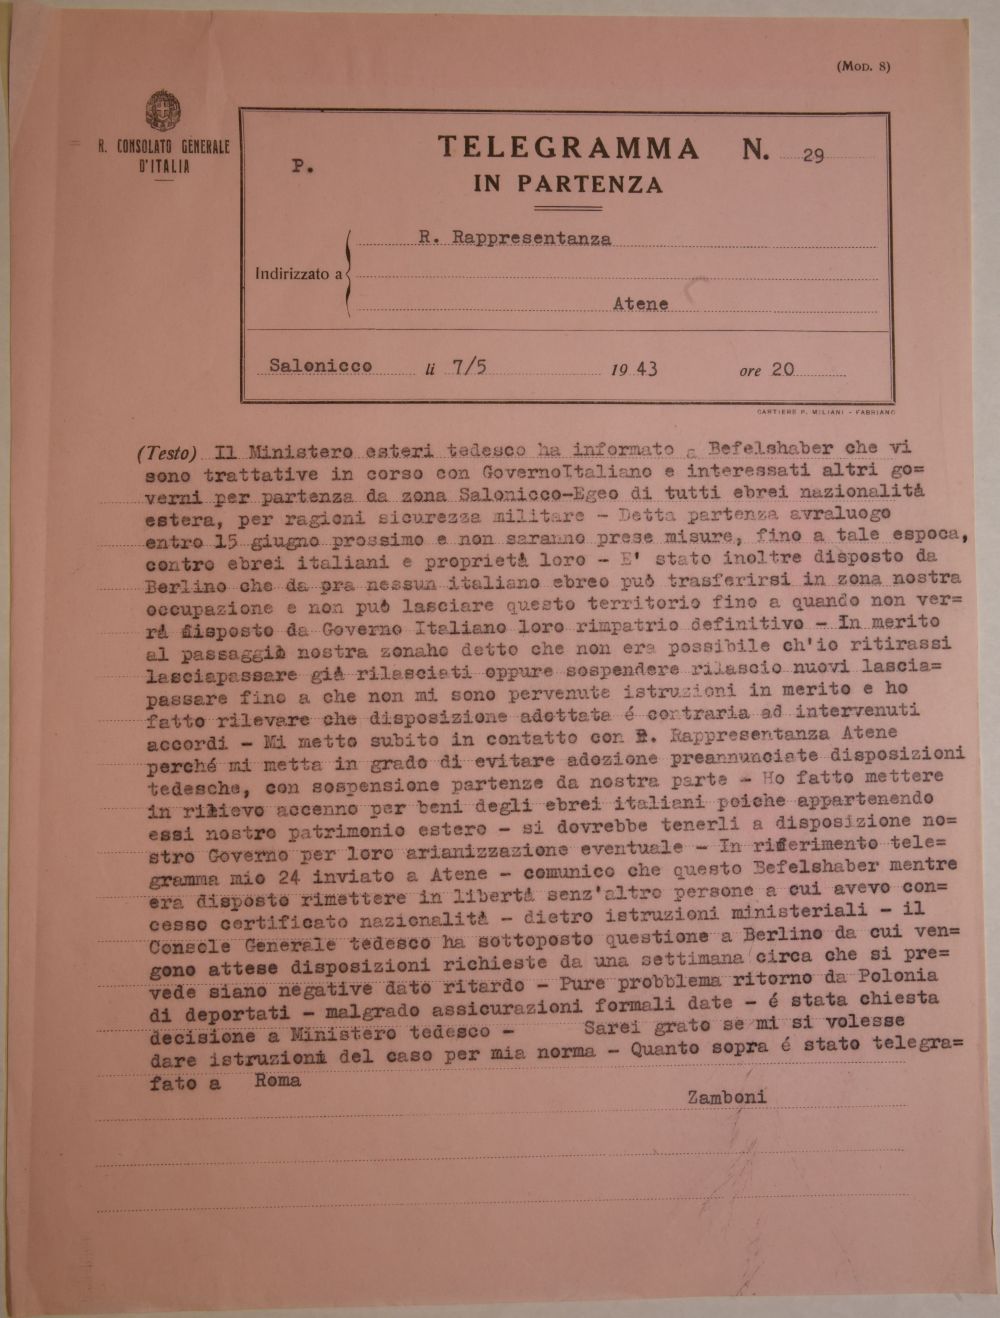 (Mod. 8)
R. CONSOLATO GENERALE
D'ITALIA
P.
TELEGRAMMA N. 29
IN PARTENZA
R. Rappresentanza
Indirizzato a
Atene
Salonicco li 7/5 1943 ore 20
CARTIERE P. MILIANI - FABRIANO
(Testo) Il Ministero esteri tedesco ha informato a Befelshaber che vi
sono trattative in corso con GovernoItaliano e interessati altri go=
verni per partenza da zona Salonicco-Egeo di tutti ebrei nazionalitá
estera, per ragioni sicurezza militare - Detta partenza avraluogo
entro 15 giugno prossimo e non saranno prese misure, fino a tale espoca,
contro ebrei italiani e proprietá loro - E' stato inoltre disposto da
Berlino che da ora nessun italiano ebreo puó trasferirsi in zona nostra
occupazione e non puó lasciare questo territorio fino a quando non ver=
rá disposto da Governo Italiano loro rimpatrio definitivo - In merito
al passaggio nostra zonaho detto che non era possibile ch'io ritirassi
lasciapassare giá rilasciati oppure sospendere rilascio nuovi lascia=
passare fino a che non mi sono pervenute istruzioni in merito e ho
fatto rilevare che disposizione adottata é contraria ad intervenuti
accordi - Mi metto subito in contatto con R. Rappresentanza Atene
perché mi metta in grado di evitare adozione preannunciate disposizioni
tedesche, con sospensione partenze da nostra parte - Ho fatto mettere
in rilievo accenno per beni degli ebrei italiani poiche appartenendo
essi nostro patrimonio estero - si dovrebbe tenerli a disposizione no=
stro Governo per loro arianizzazione eventuale - In riferimento tele=
gramma mio 24 inviato a Atene - comunico che questo Befelshaber mentre
era disposto rimettere in libertá senz'altro persone a cui avevo con=
cesso certificato nazionalitá - dietro istruzioni ministeriali - il
Console Generale tedesco ha sottoposto questione a Berlino da cui ven=
gono attese disposizioni richieste da una settimana circa che si pre=
vede siano negative dato ritardo - Pure probblema ritorno da Polonia
di deportati - malgrado assicurazioni formali date - é stata chiesta
decisione a Ministero tedesco - Sarei grato se mi si volesse
dare istruzioni del caso per mia norma - Quanto sopra é stato telegra=
fato a Roma
Zamboni